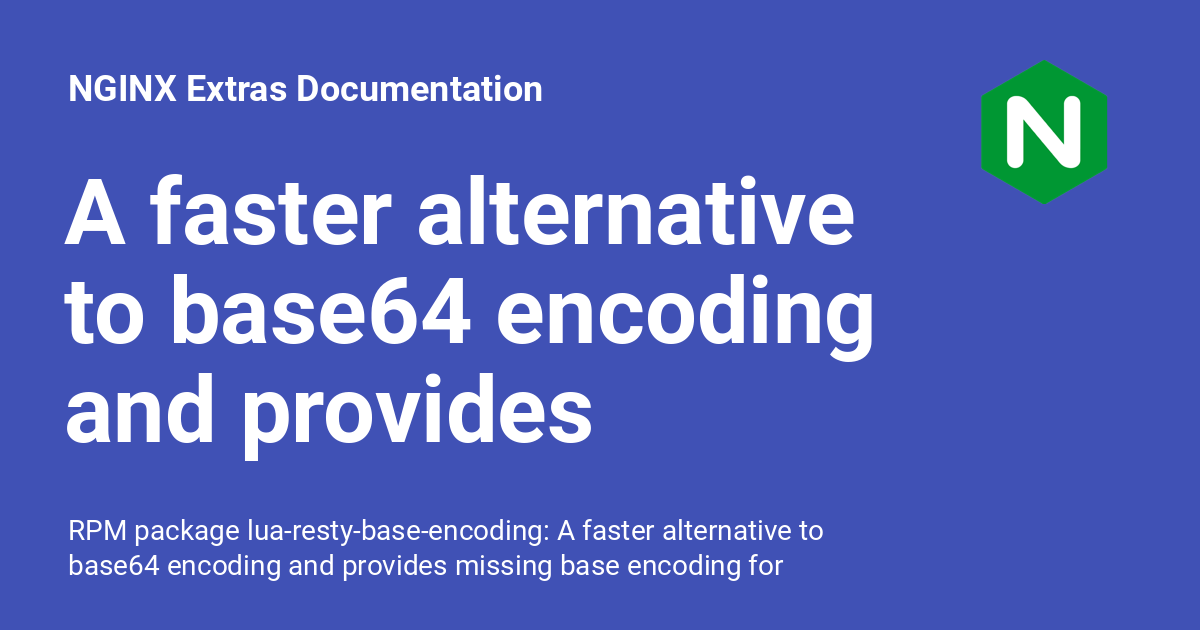 NGINX Extras Documentation
N
A faster alternative
to base64 encoding
and provides
RPM package lua-resty-base-encoding: A faster alternative to
base64 encoding and provides missing base encoding for